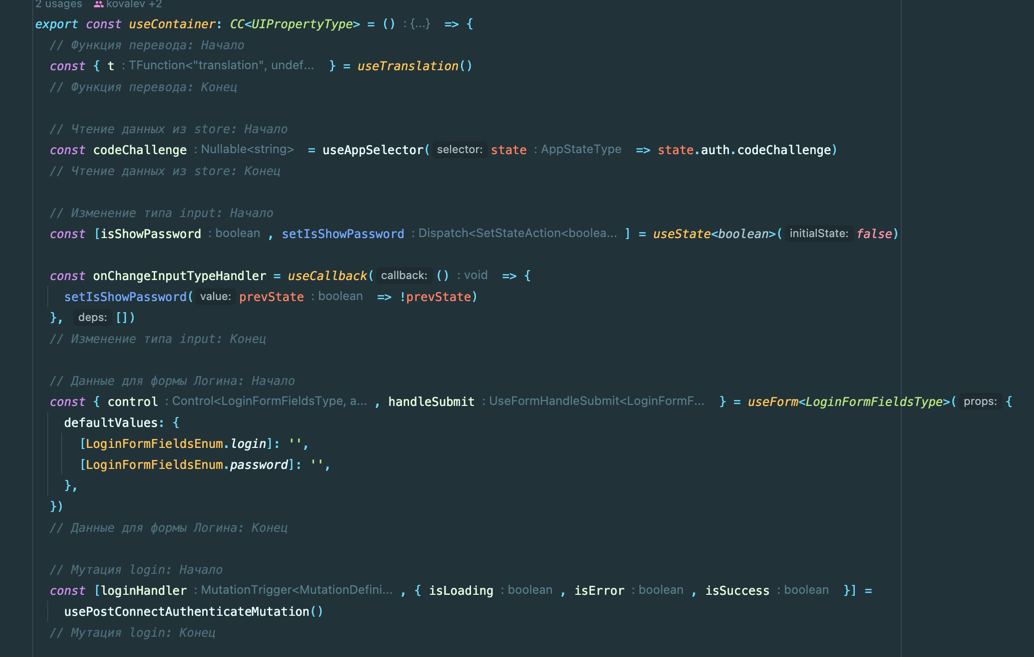 2 usages kovalev +2
export const useContainer: CC<UIPropertyType> = () : {...} => {
// Функция перевода: Начало
const { t : TFunction<"translation", undef... } = useTranslation()
// Функция перевода: Конец
// Чтение данных из store: Начало
const codeChallenge : Nullable<string> = useAppSelector( selector: state : AppStateType => state.auth.codeChallenge)
// Чтение данных из store: Конец
// Изменение типа input: Начало
const [isShowPassword : boolean , setIsShowPassword : Dispatch<SetStateAction<boolea... ] = useState<boolean>( initialState: false)
const onChangeInputTypeHandler = useCallback( callback: () : void => {
setIsShowPassword( value: prevState : boolean => !prevState)
}, deps: [])
// Изменение типа input: Конец
// Данные для формы Логина: Начало
const { control : Control<LoginFormFieldsType, a... , handleSubmit : UseFormHandleSubmit<LoginFormF... } = useForm<LoginFormFieldsType>( props: {
defaultValues: {
[LoginFormFieldsEnum.login]: '',
[LoginFormFieldsEnum.password]: '',
},
})
// Данные для формы Логина: Конец
// Мутация login: Начало
const [loginHandler : MutationTrigger<MutationDefini... , { isLoading : boolean , isError : boolean , isSuccess : boolean }] =
usePostConnectAuthenticateMutation()
// Мутация login: Конец